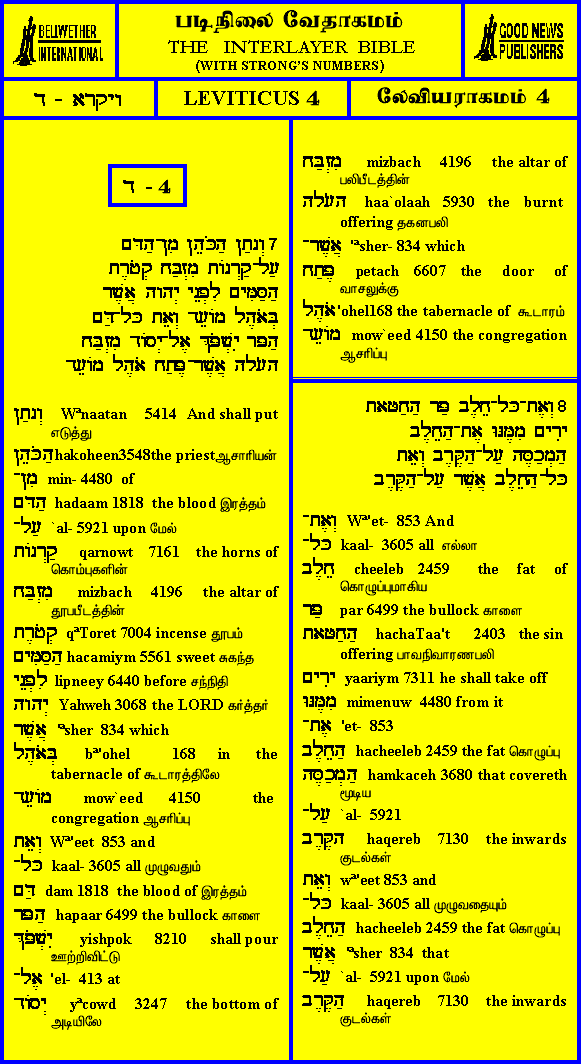 BELLWETHER
INTERNATIONAL
படிநிலை வேதாகமம்
THE INTERLAYER BIBLE
(WITH STRONG'S NUMBERS)
GOOD NEWS
PUBLISHERS
ויקרא - ד
LEVITICUS 4
லேவியராகமம் 4
ד - 4
7 וְנָתַן הַכֹּהֵן מִן־הַדָּם
עַל־קַרְנוֹת מִזְבַּח קְטֹרֶת
הַסַּמִּים לִפְנֵי יְהוָה אֲשֶׁר
בְּאֹהֶל מוֹעֵד וְאֵת כָּל־דַּם
הַפָּר יִשְׁפֹּךְ אֶל־יְסוֹד מִזְבַּח
הָעֹלָה אֲשֶׁר־פֶּתַח אֹהֶל מוֹעֵד
וְנָתַן Wªnaatan 5414 And shall put
எடுத்து
הַכֹּהֵן hakoheen3548the priestஆசாரியன்
מִן־ min- 4480 of
הַדָּם hadaam 1818 the blood இரத்தம்
עַל־ `al- 5921 upon மேல்
קַרְנוֹת qarnowt 7161 the horns of
கொம்புகளின்
מִזְבַּח mizbach 4196 the altar of
தூபபீடத்தின்
קְטֹרֶת qªToret 7004 incense தூபம்
הַסַּמִּים hacamiym 5561 sweet சுகந்த
לִפְנֵי lipneey 6440 before சந்நிதி
יְהוָה Yahweh 3068 the LORD கர்த்தர்
אֲשֶׁר ªsher 834 which
בְּאֹהֶל bª'ohel 168 in the
tabernacle of கூடாரத்திலே
מוֹעֵד mow`eed 4150 the
congregation ஆசரிப்பு
וְאֵת Wª'eet 853 and
כָּל־ kaal- 3605 all முழுவதும்
דַּם dam 1818 the blood of இரத்தம்
הַפָּר hapaar 6499 the bullock காளை
יִשְׁפֹּךְ yishpok 8210 shall pour
ஊற்றிவிட்டு
אֶל־ 'el- 413 at
יְסוֹד yªcowd 3247 the bottom of
அடியிலே
מִזְבַּח mizbach 4196 the altar of
பலிபீடத்தின்
הָעֹלָה haa`olaah 5930 the burnt
offering தகனபலி
אֲשֶׁר־ 'ªsher- 834 which
פֶּתַח petach 6607 the door of
வாசலுக்கு
אֹהֶל 'ohel168 the tabernacle of கூடாரம்
מוֹעֵד mow`eed 4150 the congregation
ஆசரிப்பு
8 וְאֶת־כָּל־חֵלֶב פַּר הַחַטָּאת
יָרִים מִמֶּנּוּ אֶת־הַחֵלֶב
הַמְכַסֶּה עַל־הַקֶּרֶב וְאֵת
כָּל־הַחֵלֶב אֲשֶׁר עַל־הַקֶּרֶב
וְאֶת־ Wª'et- 853 And
כָּל־ kaal- 3605 all எல்லா
חֵלֶב cheeleb 2459 the fat of
கொழுப்புமாகிய
פַּר par 6499 the bullock காளை
הַחַטָּאת hachaTaa't 2403 the sin
offering பாவநிவாரணபலி
יָרִים yaariym 7311 he shall take off
מִמֶּנּוּ mimenuw 4480 from it
אֶת־ 'et- 853
הַחֵלֶב hacheeleb 2459 the fat கொழுப்பு
הַמְכַסֶּה hamkaceh 3680 that covereth
மூடிய
עַל־ `al- 5921
הַקֶּרֶב haqereb 7130 the inwards
குடல்கள்
וְאֵת wª'eet 853 and
כָּל־ kaal- 3605 all முழுவதையும்
הַחֵלֶב hacheeleb 2459 the fat கொழுப்பு
אֲשֶׁר ªsher 834 that
עַל־ `al- 5921 upon மேல்
הַקֶּרֶב haqereb 7130 the inwards
குடல்கள்